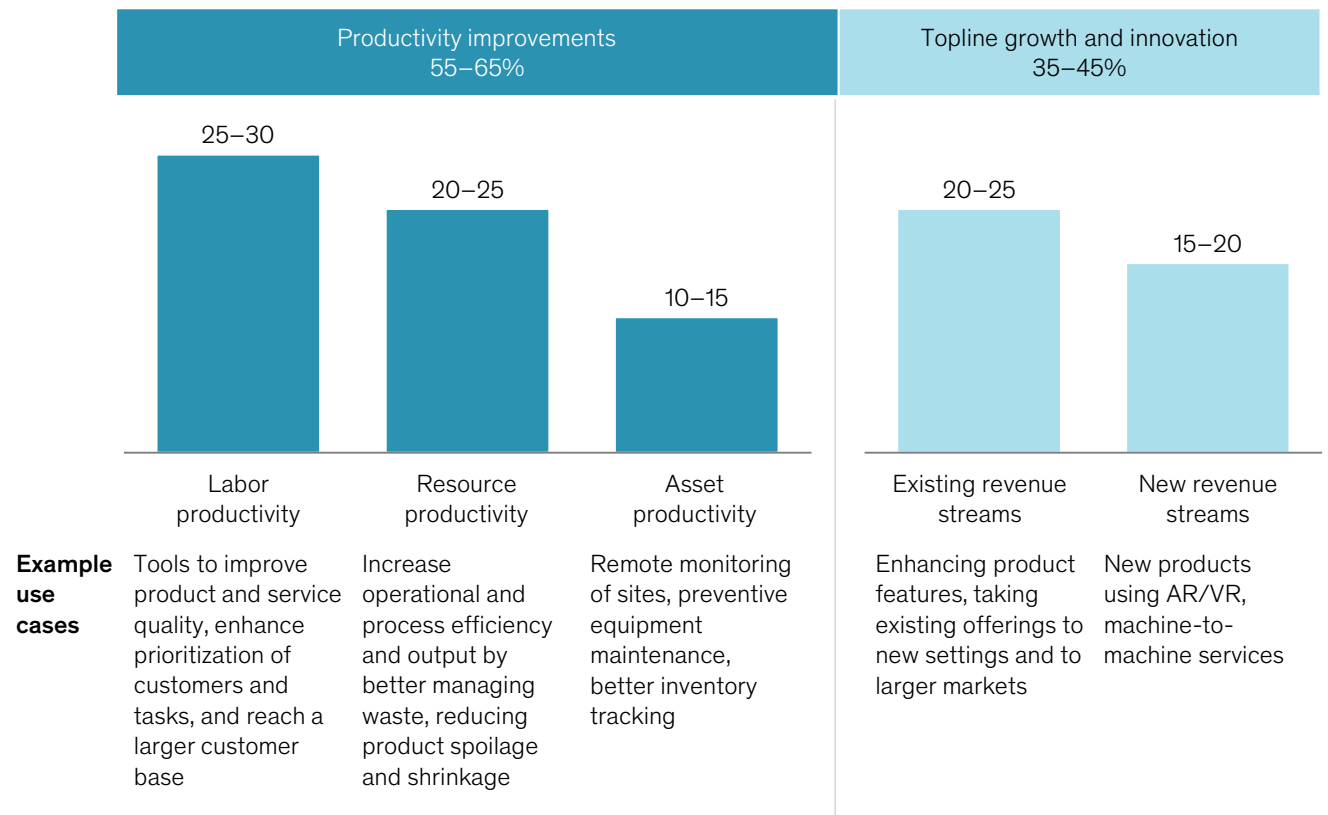 Productivity improvements
55–65%
Topline growth and innovation
35–45%
25–30
20–25
10–15
20–25
15–20
Labor
productivity
Resource
productivity
Asset
productivity
Existing revenue
streams
New revenue
streams
Example
use
cases
Tools to improve
product and service
quality, enhance
prioritization of
customers and
tasks, and reach a
larger customer
base
Increase
operational and
process efficiency
and output by
better managing
waste, reducing
product spoilage
and shrinkage
Remote monitoring
of sites, preventive
equipment
maintenance,
better inventory
tracking
Enhancing product
features, taking
existing offerings to
new settings and to
larger markets
New products
using AR/VR,
machine-to-
machine services